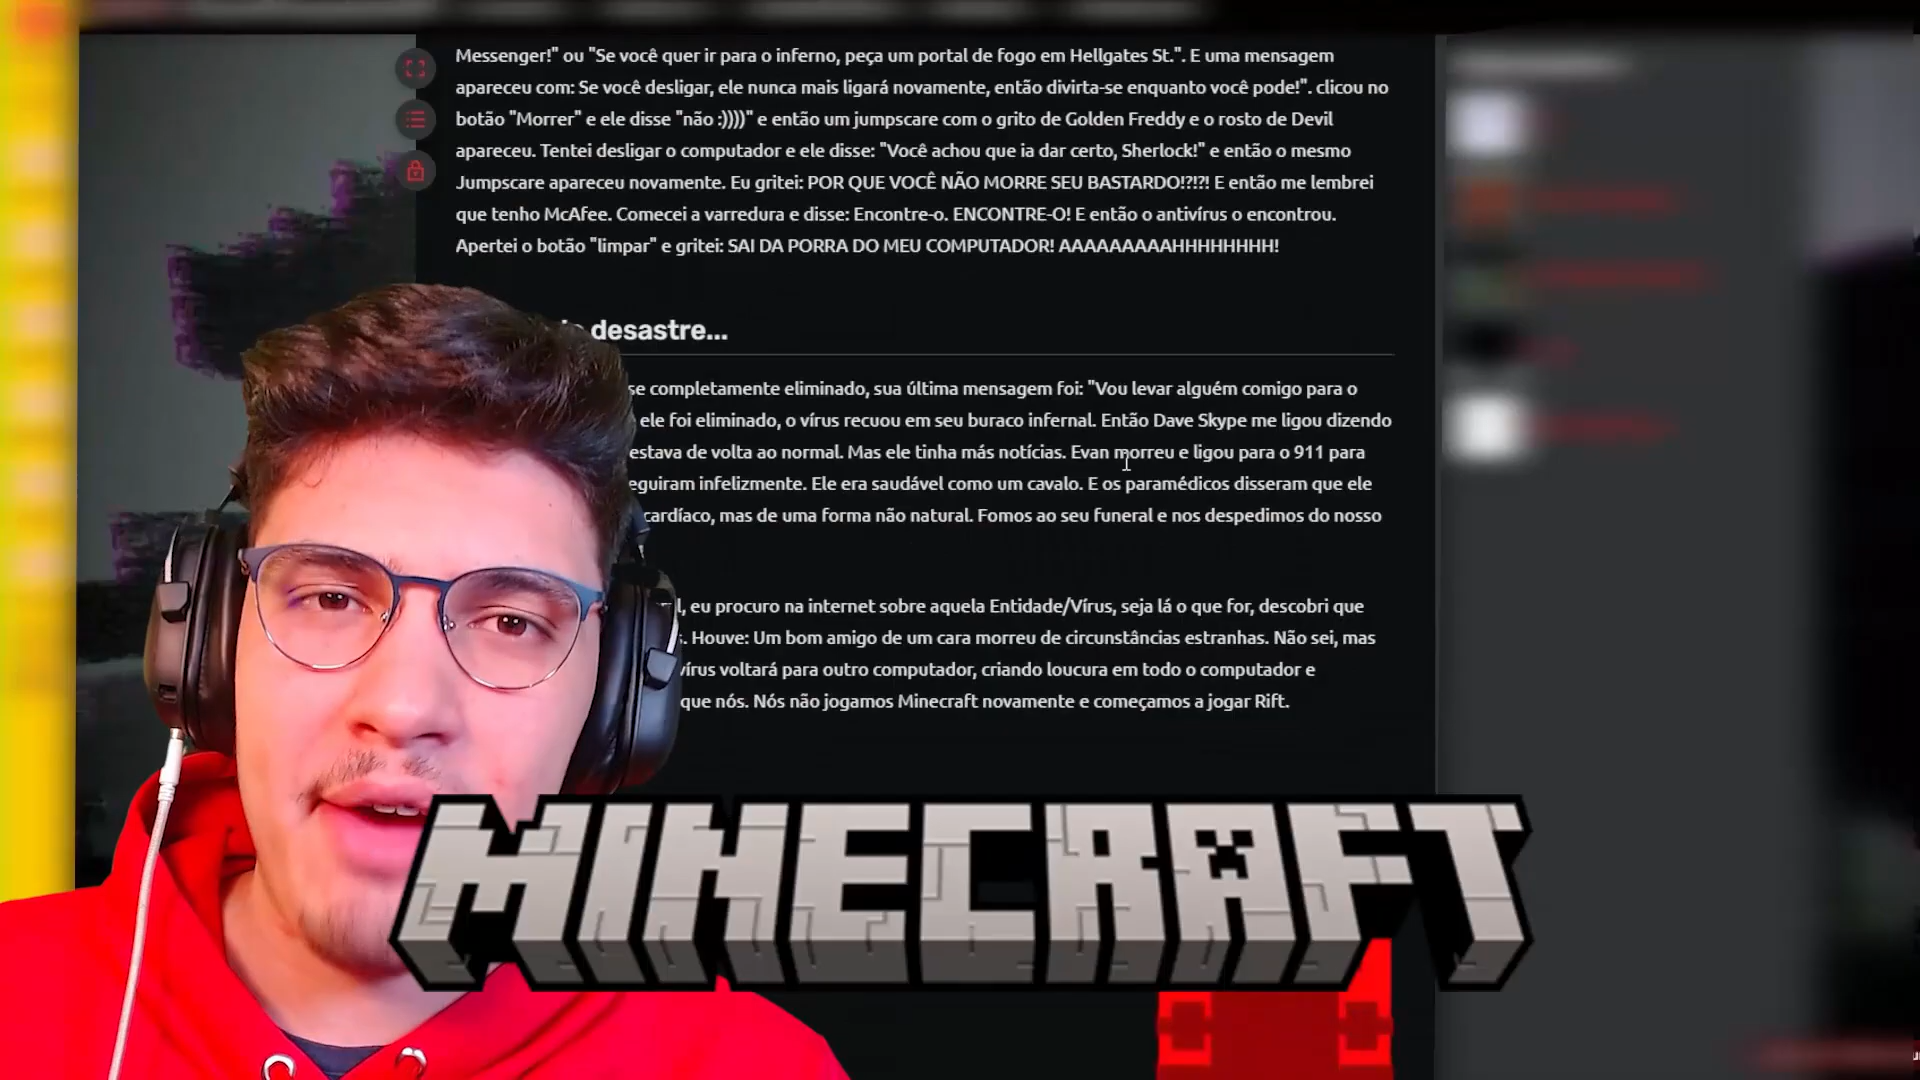 Messenger!" ou "Se você quer ir para o inferno, peça um portal de fogo em Hellgates St.". E uma mensagem
apareceu com: Se você desligar, ele nunca mais ligará novamente, então divirta-se enquanto você pode!". clicou no
botão "Morrer" e ele disse "não :))))" e então um jumpscare com o grito de Golden Freddy e o rosto de Devil
apareceu. Tentei desligar o computador e ele disse: "Você achou que ia dar certo, Sherlock!" e então o mesmo
Jumpscare apareceu novamente. Eu gritei: POR QUE VOCÊ NÃO MORRE SEU BASTARDO!?!?! E então me lembrei
que tenho McAfee. Comecei a varredura e disse: Encontre-o. ENCONTRE-O! E então o antivírus o encontrou.
Apertei o botão "limpar" e gritei: SAI DA PORRA DO MEU COMPUTADOR! AAAAAAAAAHHHHHHHH!
desastre...
se completamente eliminado, sua última mensagem foi: "Vou levar alguém comigo para o
ele foi eliminado, o vírus recuou em seu buraco infernal. Então Dave Skype me ligou dizendo
estava de volta ao normal. Mas ele tinha más notícias. Evan morreu e ligou para o 911 para
eguiram infelizmente. Ele era saudável como um cavalo. E os paramédicos disseram que ele
cardíaco, mas de uma forma não natural. Fomos ao seu funeral e nos despedimos do nosso
l, eu procuro na internet sobre aquela Entidade/Vírus, seja lá o que for, descobri que
s. Houve: Um bom amigo de um cara morreu de circunstâncias estranhas. Não sei, mas
vírus voltará para outro computador, criando loucura em todo o computador e
que nós. Nós não jogamos Minecraft novamente e começamos a jogar Rift.
MINECRAFT